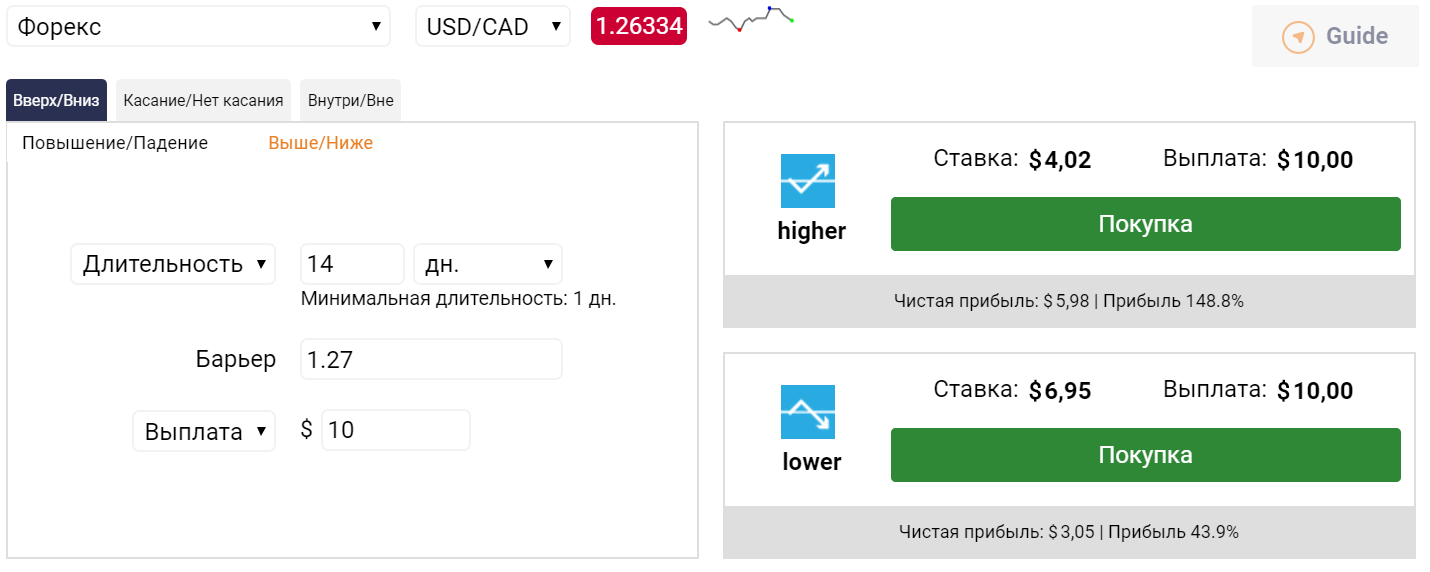 Форекс USD/CAD 1.26334 Guide
Вверх/Вниз Касание/Нет касания Внутри/Вне
Повышение/Падение Выше/Ниже
Длительность 14 дн.
Минимальная длительность: 1 дн.
Барьер 1.27
Выплата $ 10
Ставка: $4,02 Выплата: $10,00
higher Покупка
Чистая прибыль: $5,98 | Прибыль 148.8%
Ставка: $6,95 Выплата: $10,00
lower Покупка
Чистая прибыль: $3,05 | Прибыль 43.9%